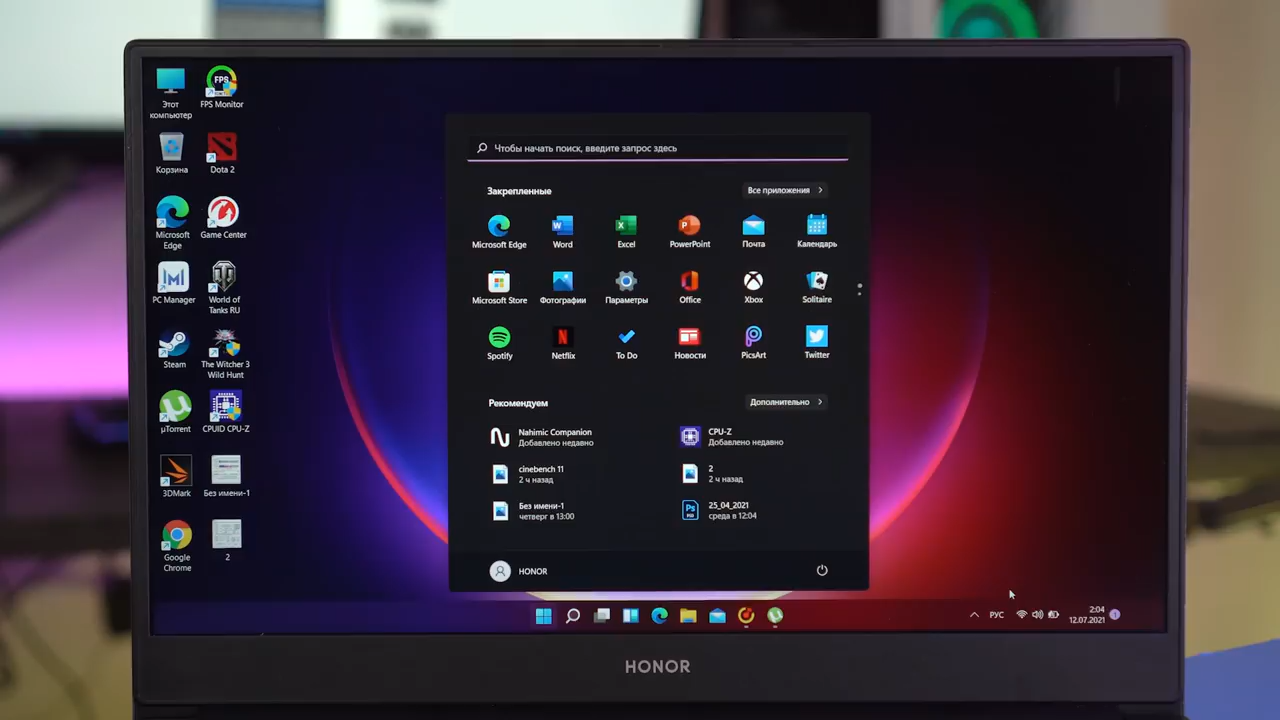 Этот
компьютер
FPS
FPS Monitor
Корзина
Dota 2
Microsoft
Edge
Game Center
PC Manager
World of
Tanks RU
Steam
The Witcher 3
Wild Hunt
µTorrent
CPUID CPU-Z
3DMark
Без имени-1
Google
Chrome
2
Чтобы начать поиск, введите запрос здесь
Закрепленные
Все приложения
Microsoft Edge
Word
Excel
PowerPoint
Почта
Календарь
Microsoft Store
Фотографии
Параметры
Office
Xbox
Solitaire
Spotify
Netflix
To Do
Новости
PicsArt
Twitter
Рекомендуем
Дополнительно
Nahimic Companion
Добавлено недавно
CPU-Z
Добавлено недавно
cinebench 11
2 ч назад
2
2 ч назад
Без имени-1
четверг в 13:00
25_04_2021
среда в 12:04
HONOR
РУС
2:04
12.07.2021
1
HONOR